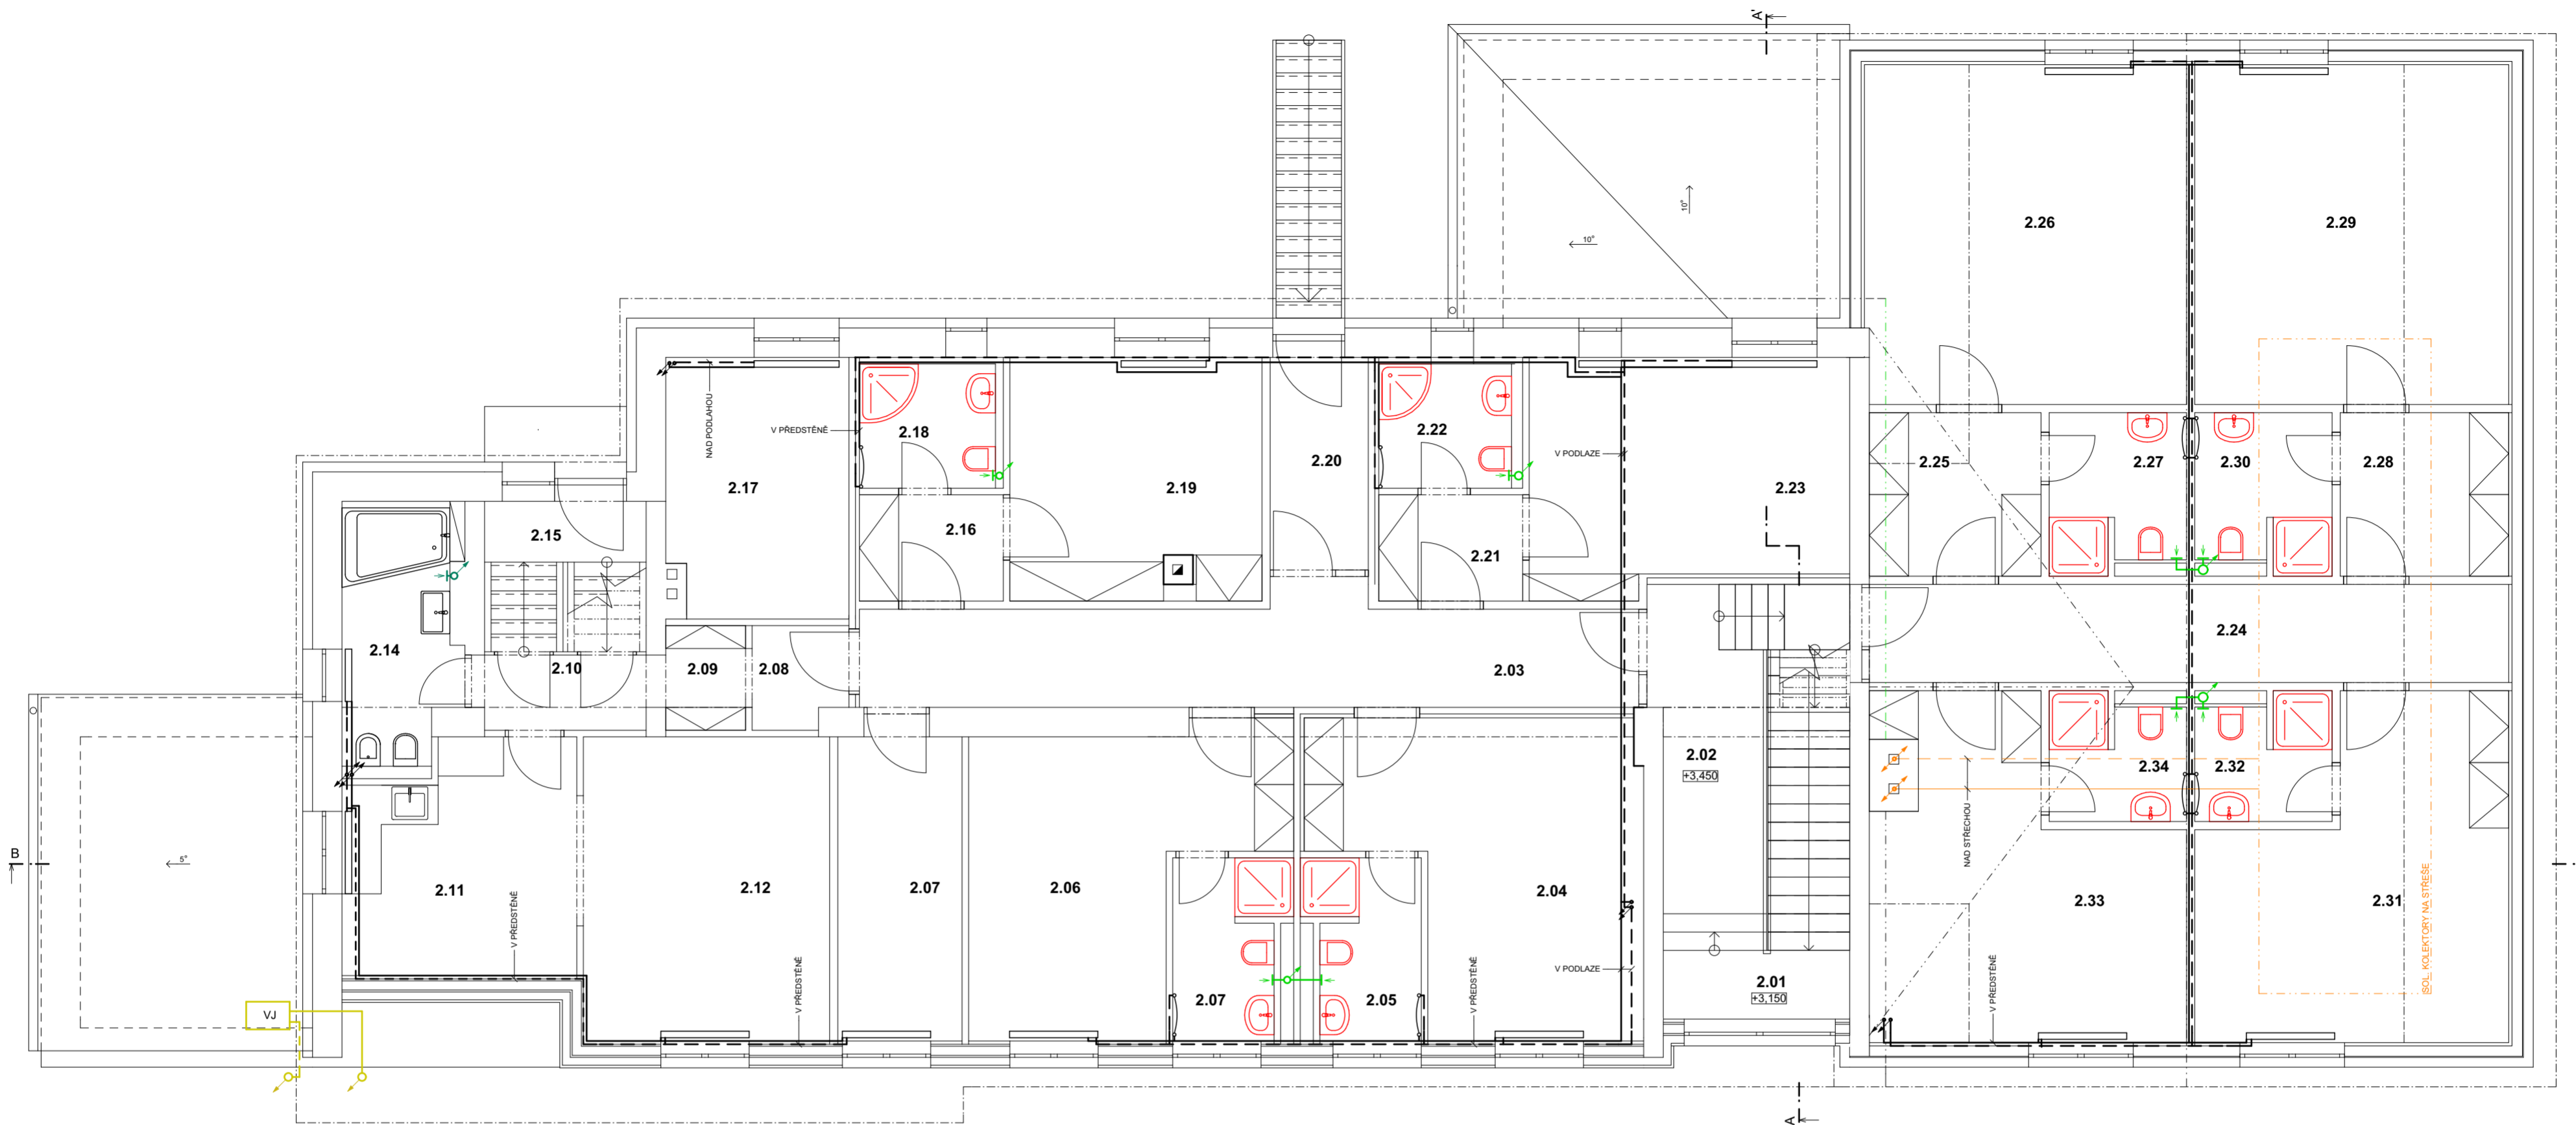 A'
10°
10°
2.26
2.29
NAD PODLAHOU
V PŘEDSTĚNĚ
2.18
2.22
V PODLAZE
2.20
2.17
2.19
2.23
2.25
2.27
2.30
2.28
2.15
2.16
2.21
2.14
2.10
2.09
2.08
2.03
2.24
2.02
+3,450
2.34
2.32
NAD STŘECHOU
B
5°
2.11
V PŘEDSTĚNĚ
2.12
2.07
2.06
2.04
2.33
2.31
SOL. KOLEKTORY NA STŘEŠE
V PŘEDSTĚNĚ
2.07
2.05
V PŘEDSTĚNĚ
V PODLAZE
2.01
+3,150
V PŘEDSTĚNĚ
VJ
A